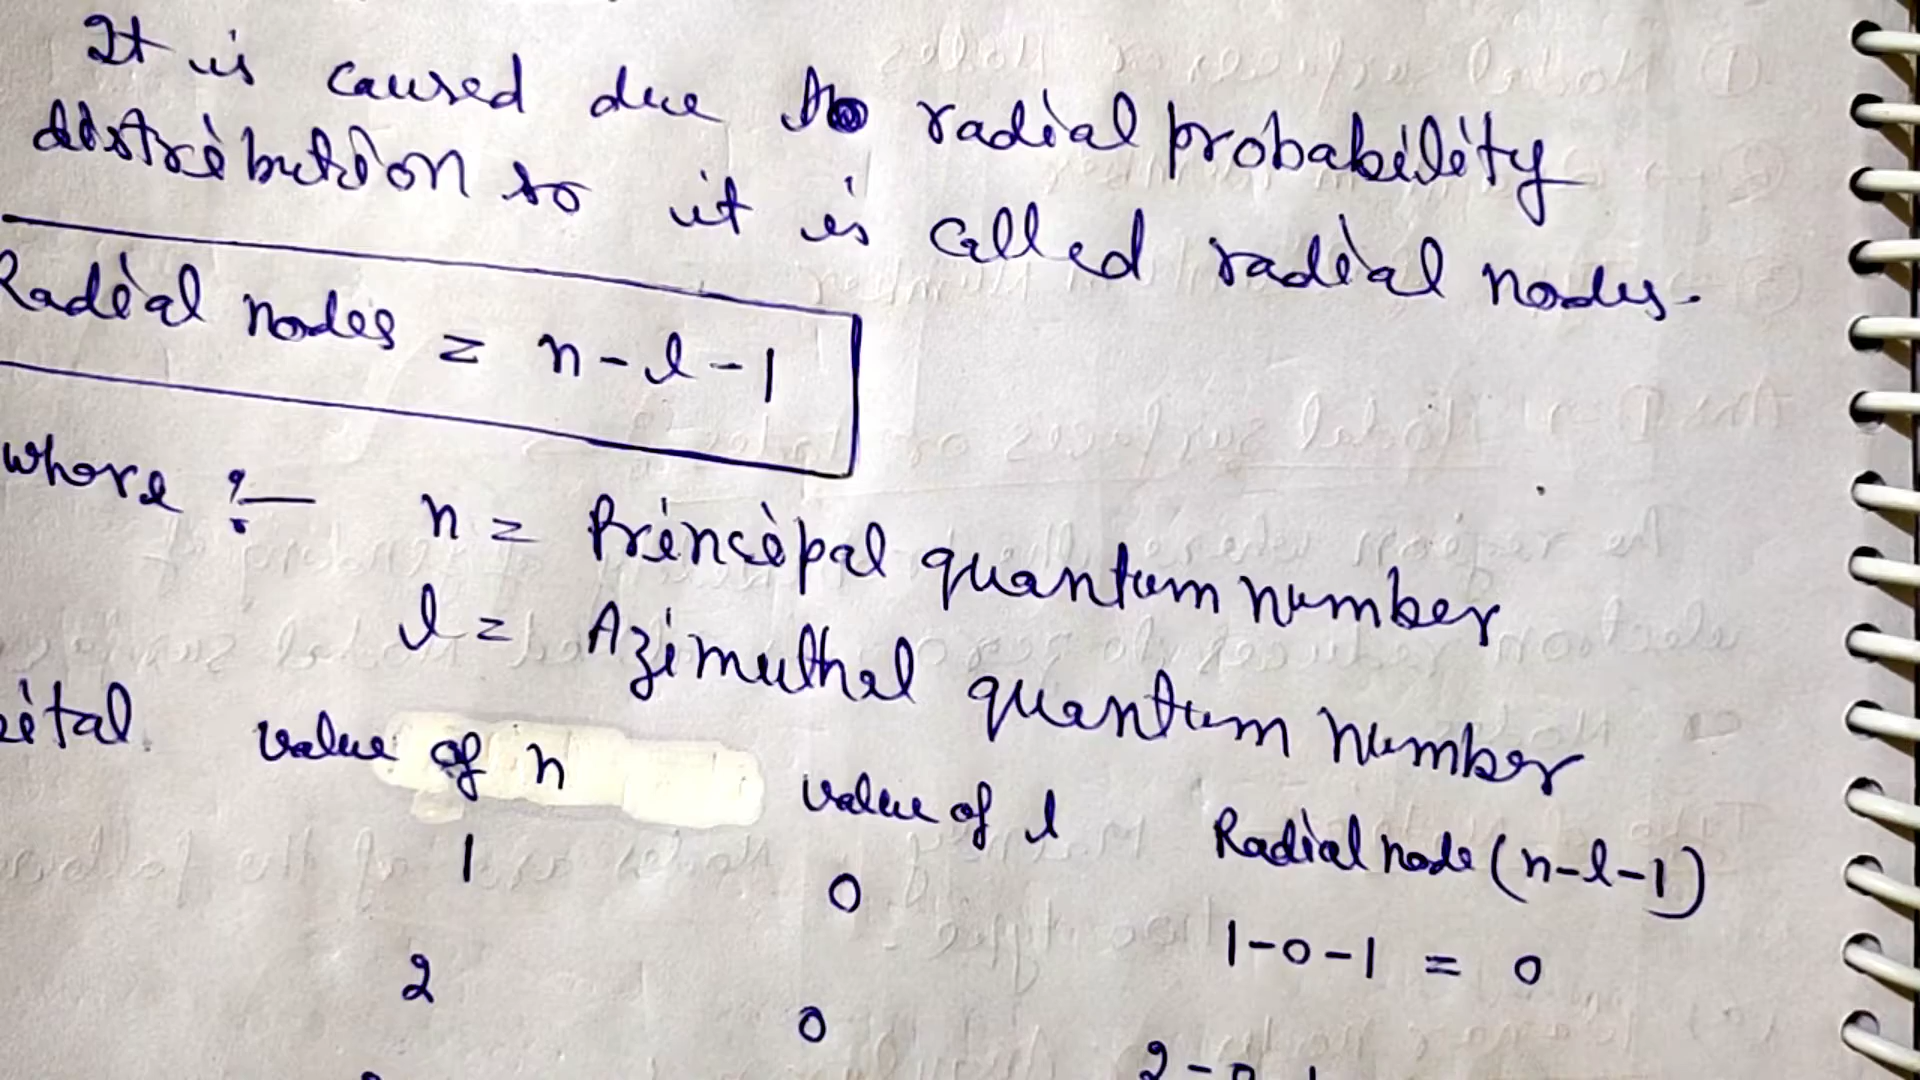 It is caused due to radial probability
distribution so it is called radial nodes.
Radial nodes = n-l-1
where :- n = Principal quantum number
l = Azimuthal quantum number
value of n value of l Radial node (n-l-1)
1 0 1-0-1 = 0
2 0